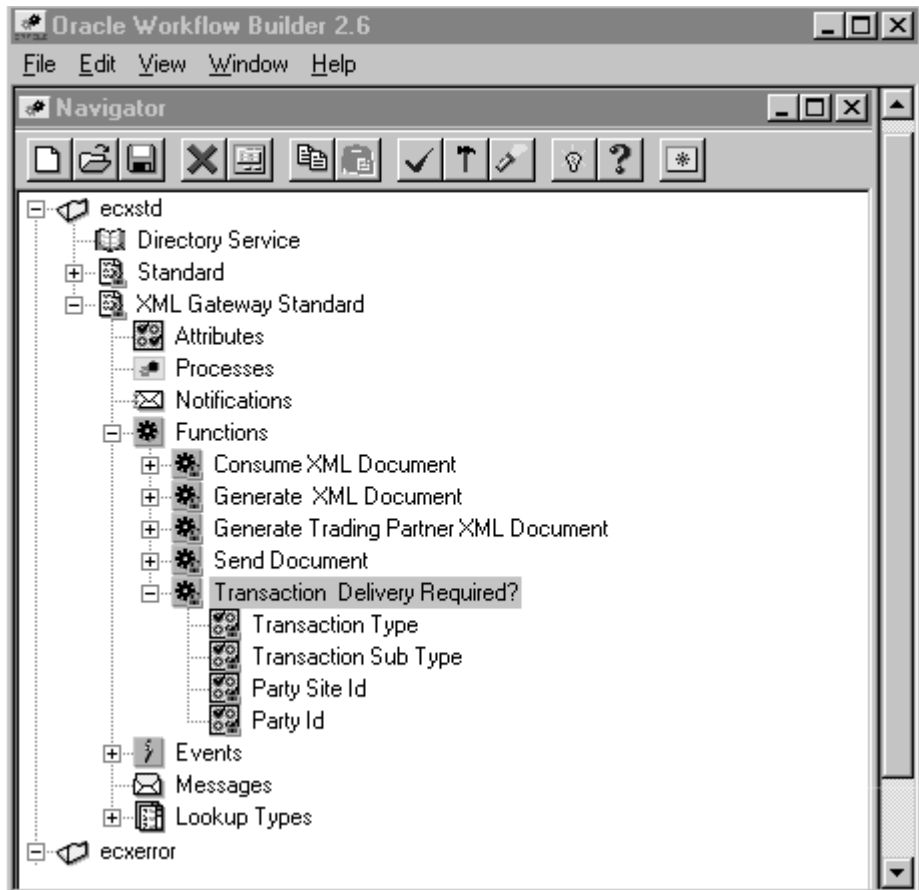 Oracle Workflow Builder 2.6
File Edit View Window Help
Navigator
ecxstd
Directory Service
Standard
XML Gateway Standard
Attributes
Processes
Notifications
Functions
Consume XML Document
Generate XML Document
Generate Trading Partner XML Document
Send Document
Transaction Delivery Required?
Transaction Type
Transaction Sub Type
Party Site Id
Party Id
Events
Messages
Lookup Types
ecxerror